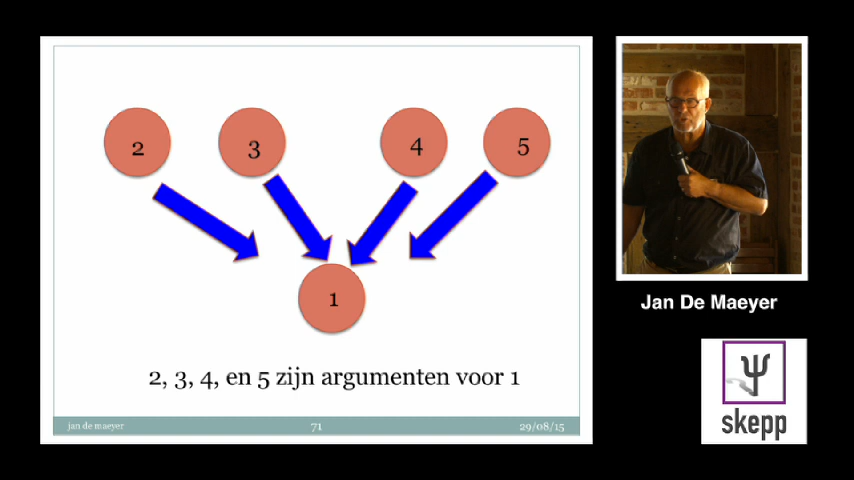 2
3
4
5
1
2, 3, 4, en 5 zijn argumenten voor 1
jan de maeyer
71
29/08/15
Jan De Maeyer
ψ
skepp